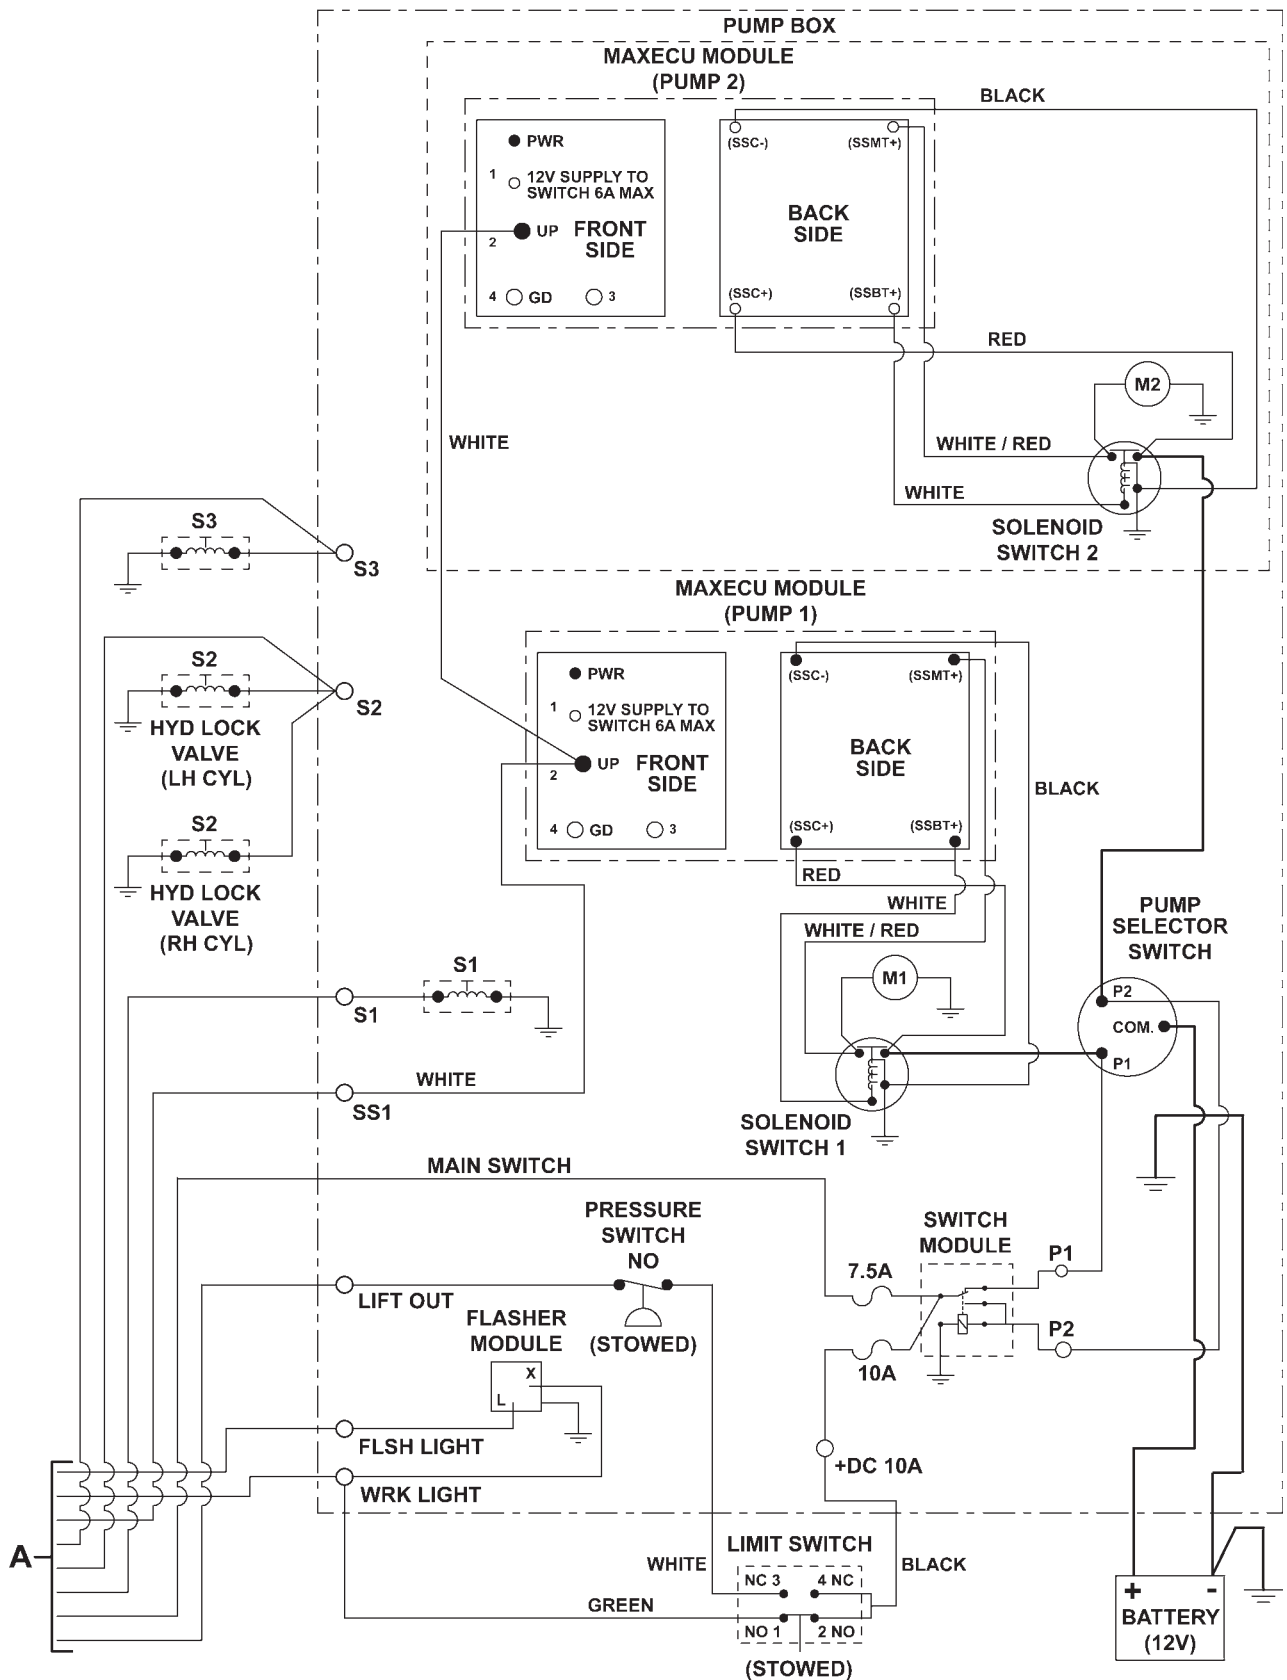 PUMP BOX
MAXECU MODULE
(PUMP 2)
BLACK
PWR
1
12V SUPPLY TO
SWITCH 6A MAX
2
UP
FRONT
SIDE
4
GD
3
(SSC-)
(SSMT+)
BACK
SIDE
(SSC+)
(SSBT+)
RED
M2
WHITE
WHITE / RED
WHITE
SOLENOID
SWITCH 2
S3
S3
S2
S2
HYD LOCK
VALVE
(LH CYL)
S2
HYD LOCK
VALVE
(RH CYL)
MAXECU MODULE
(PUMP 1)
PWR
1
12V SUPPLY TO
SWITCH 6A MAX
2
UP
FRONT
SIDE
4
GD
3
(SSC-)
(SSMT+)
BACK
SIDE
(SSC+)
(SSBT+)
BLACK
RED
WHITE
WHITE / RED
M1
PUMP
SELECTOR
SWITCH
P2
COM.
P1
S1
S1
WHITE
SS1
SOLENOID
SWITCH 1
MAIN SWITCH
PRESSURE
SWITCH
NO
(STOWED)
LIFT OUT
SWITCH
MODULE
7.5A
10A
P1
P2
FLASHER
MODULE
X
L
FLSH LIGHT
WRK LIGHT
+DC 10A
A
LIMIT SWITCH
WHITE
BLACK
GREEN
NC 3
4 NC
NO 1
2 NO
(STOWED)
+
-
BATTERY
(12V)